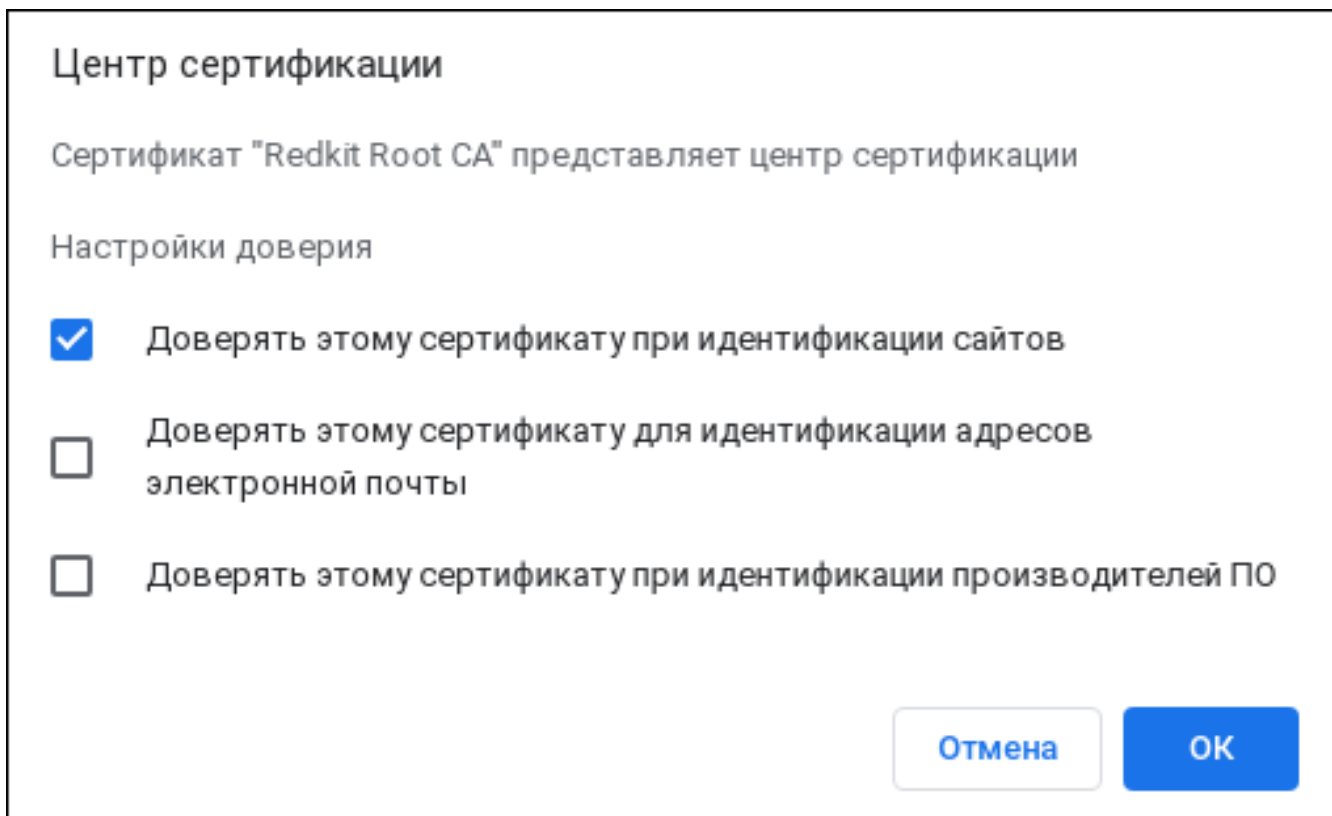 Центр сертификации
Сертификат "Redkit Root CA" представляет центр сертификации
Настройки доверия
Доверять этому сертификату при идентификации сайтов
Доверять этому сертификату для идентификации адресов
электронной почты
Доверять этому сертификату при идентификации производителей ПО
Отмена
ОК